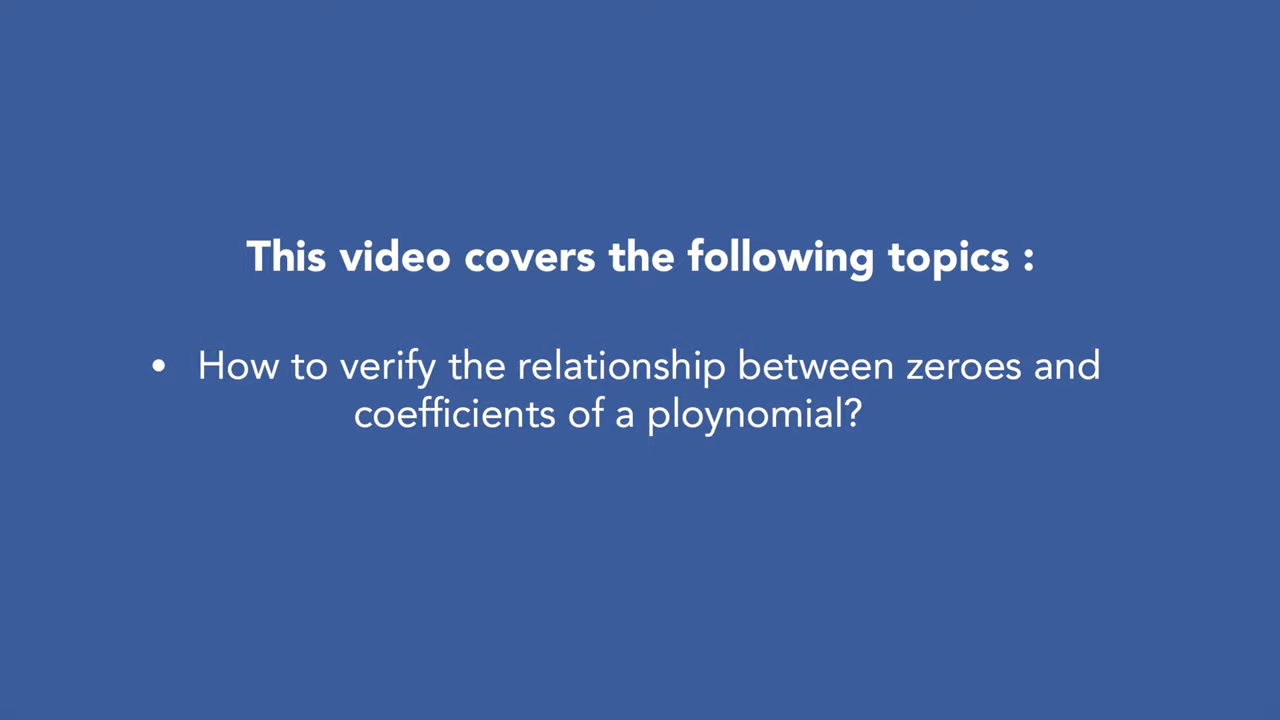 This video covers the following topics :
• How to verify the relationship between zeroes and
coefficients of a ploynomial?